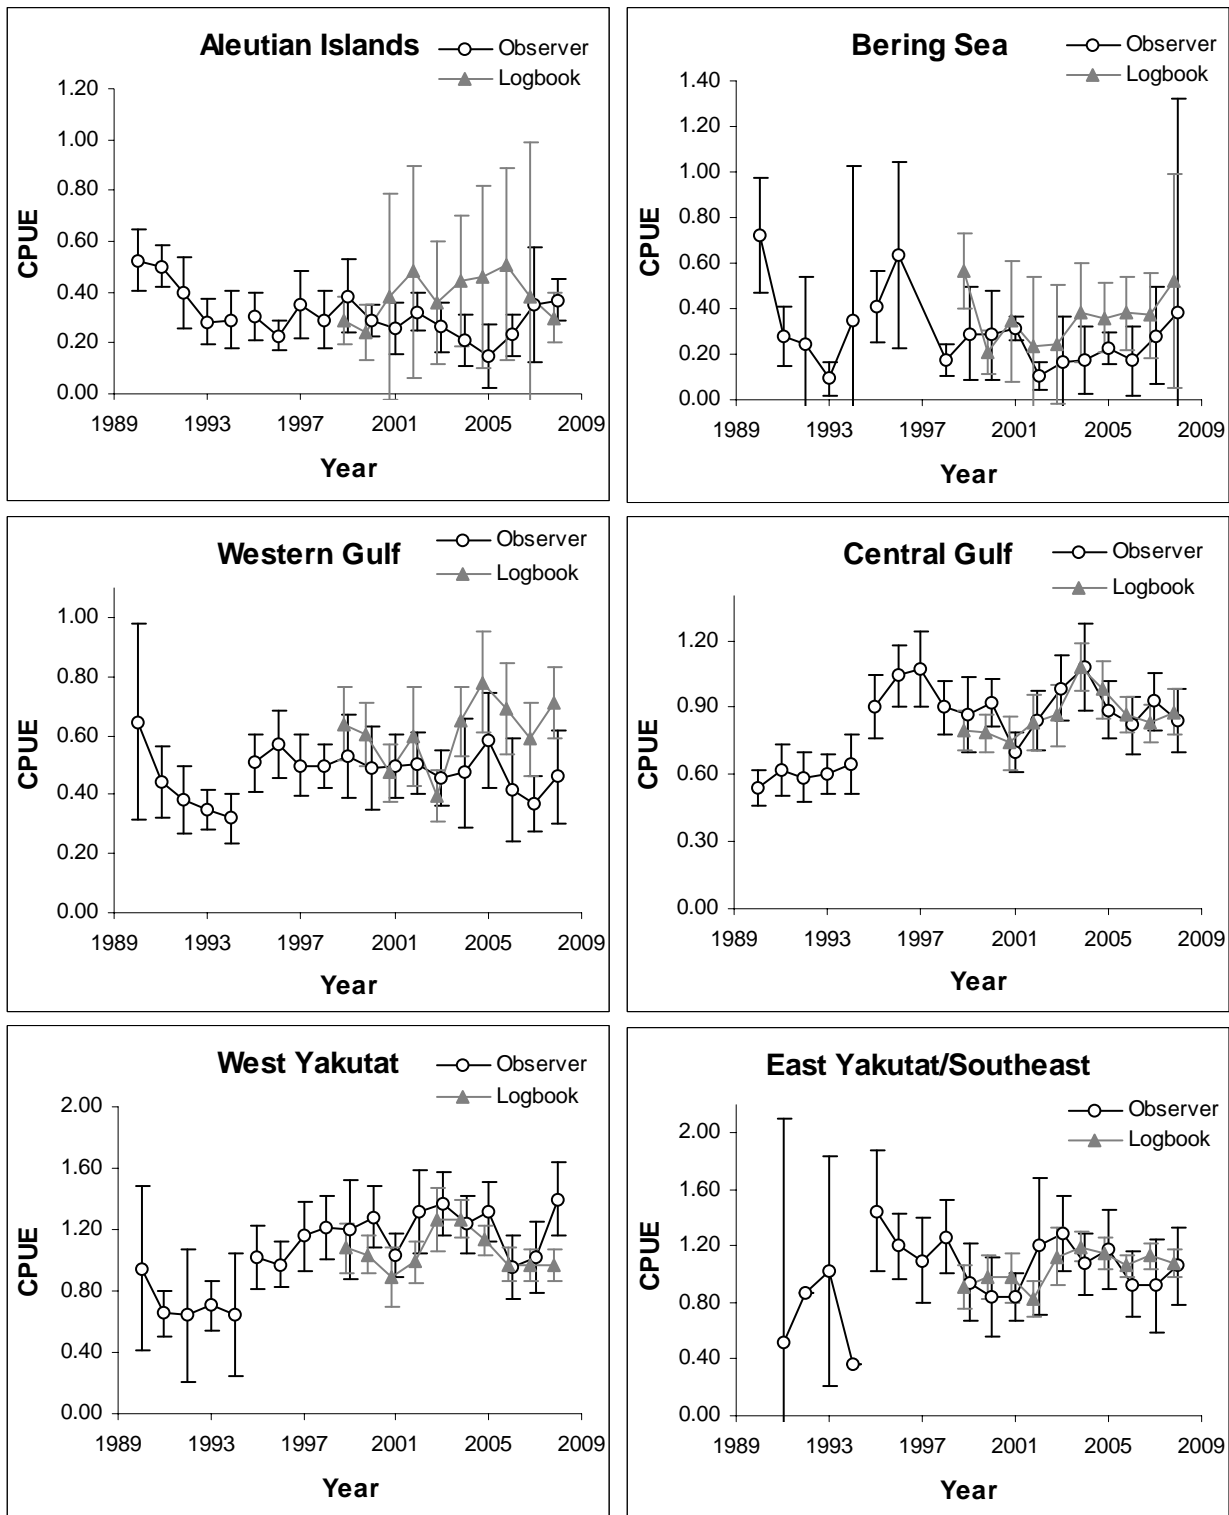 Aleutian Islands
Observer
Logbook
1.20
1.00
0.80
0.60
0.40
0.20
0.00
CPUE
1989 1993 1997 2001 2005 2009
Year
Bering Sea
Observer
Logbook
1.40
1.20
1.00
0.80
0.60
0.40
0.20
0.00
CPUE
1989 1993 1997 2001 2005 2009
Year
Western Gulf
Observer
Logbook
1.00
0.80
0.60
0.40
0.20
0.00
CPUE
1989 1993 1997 2001 2005 2009
Year
Central Gulf
Observer
Logbook
1.20
0.90
0.60
0.30
0.00
CPUE
1989 1993 1997 2001 2005 2009
Year
West Yakutat
Observer
Logbook
2.00
1.60
1.20
0.80
0.40
0.00
CPUE
1989 1993 1997 2001 2005 2009
Year
East Yakutat/Southeast
Observer
Logbook
2.00
1.60
1.20
0.80
0.40
0.00
CPUE
1989 1993 1997 2001 2005 2009
Year